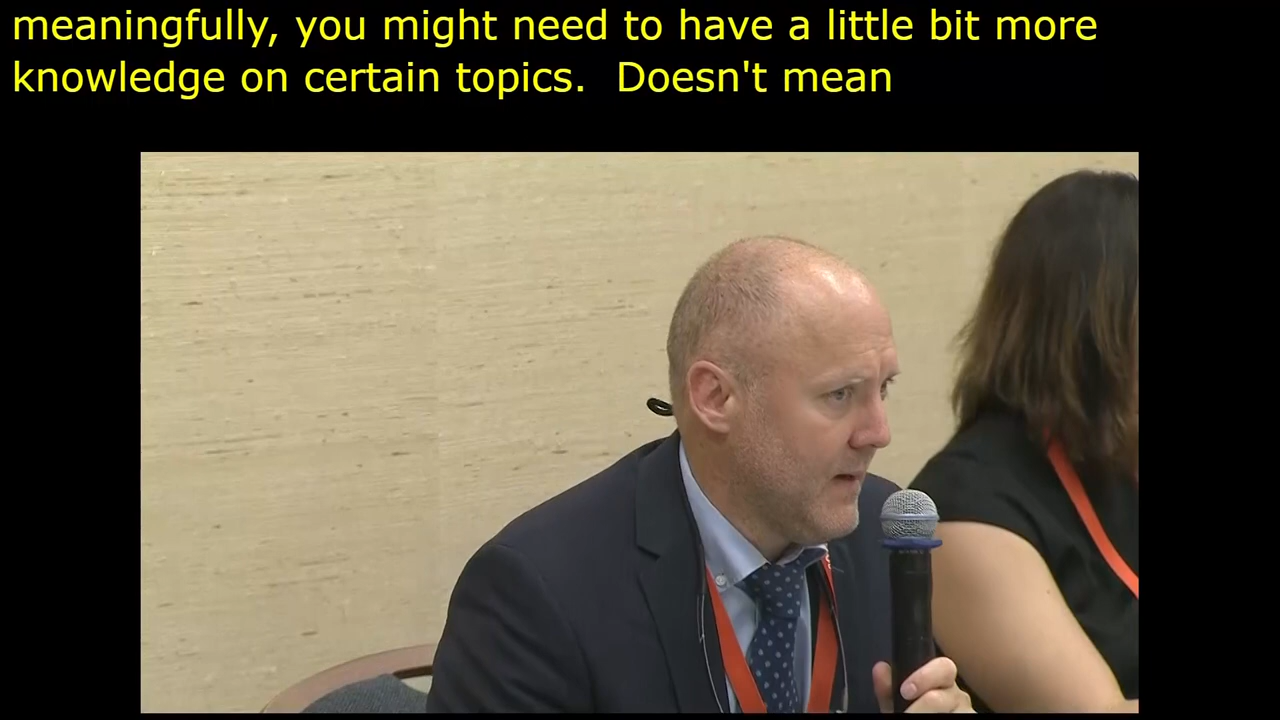 meaningfully, you might need to have a little bit more
knowledge on certain topics.  Doesn't mean